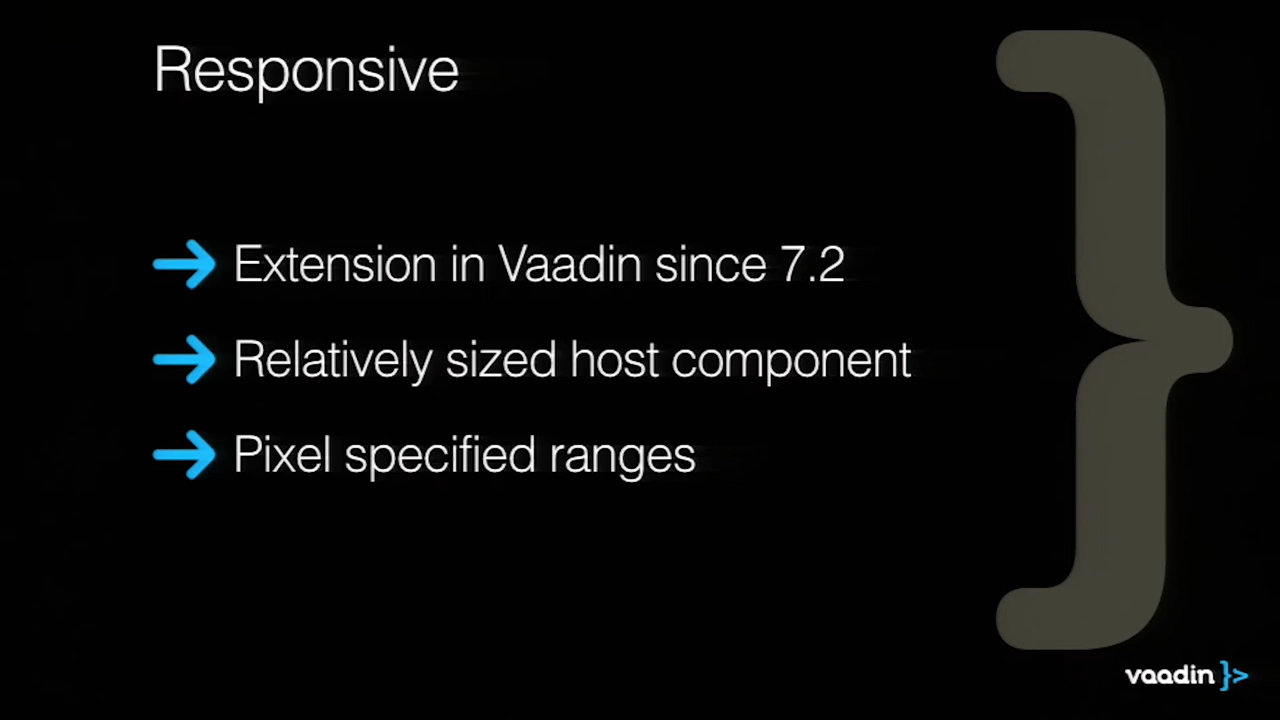 Responsive
Extension in Vaadin since 7.2
Relatively sized host component
Pixel specified ranges
vaadin }>